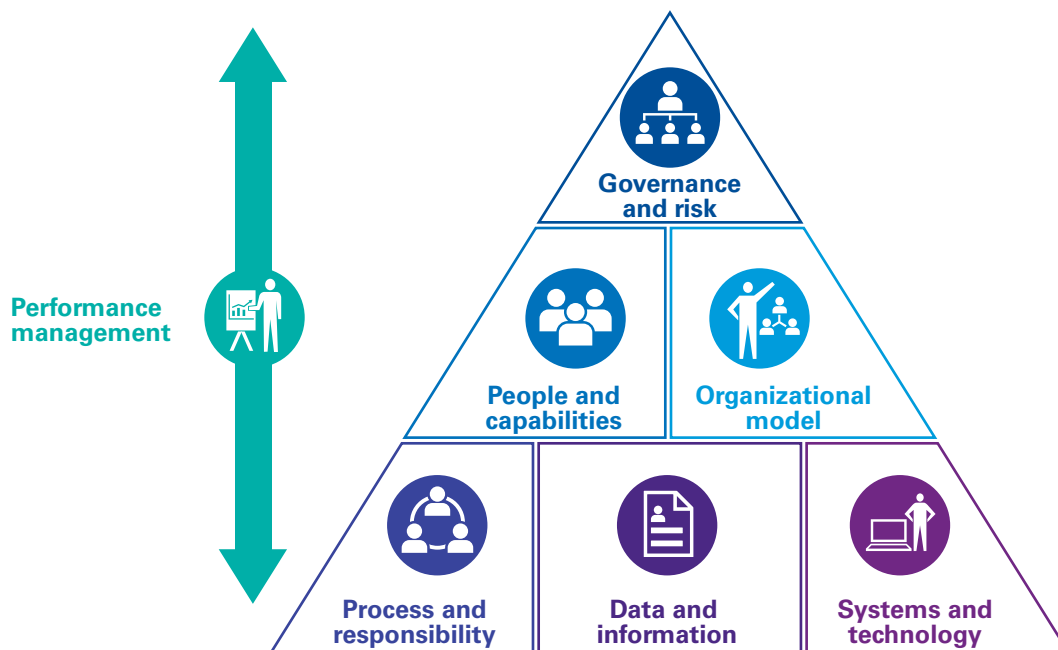 Governance
and risk
Performance
management
People and
capabilities
Organizational
model
Process and
responsibility
Data and
information
Systems and
technology